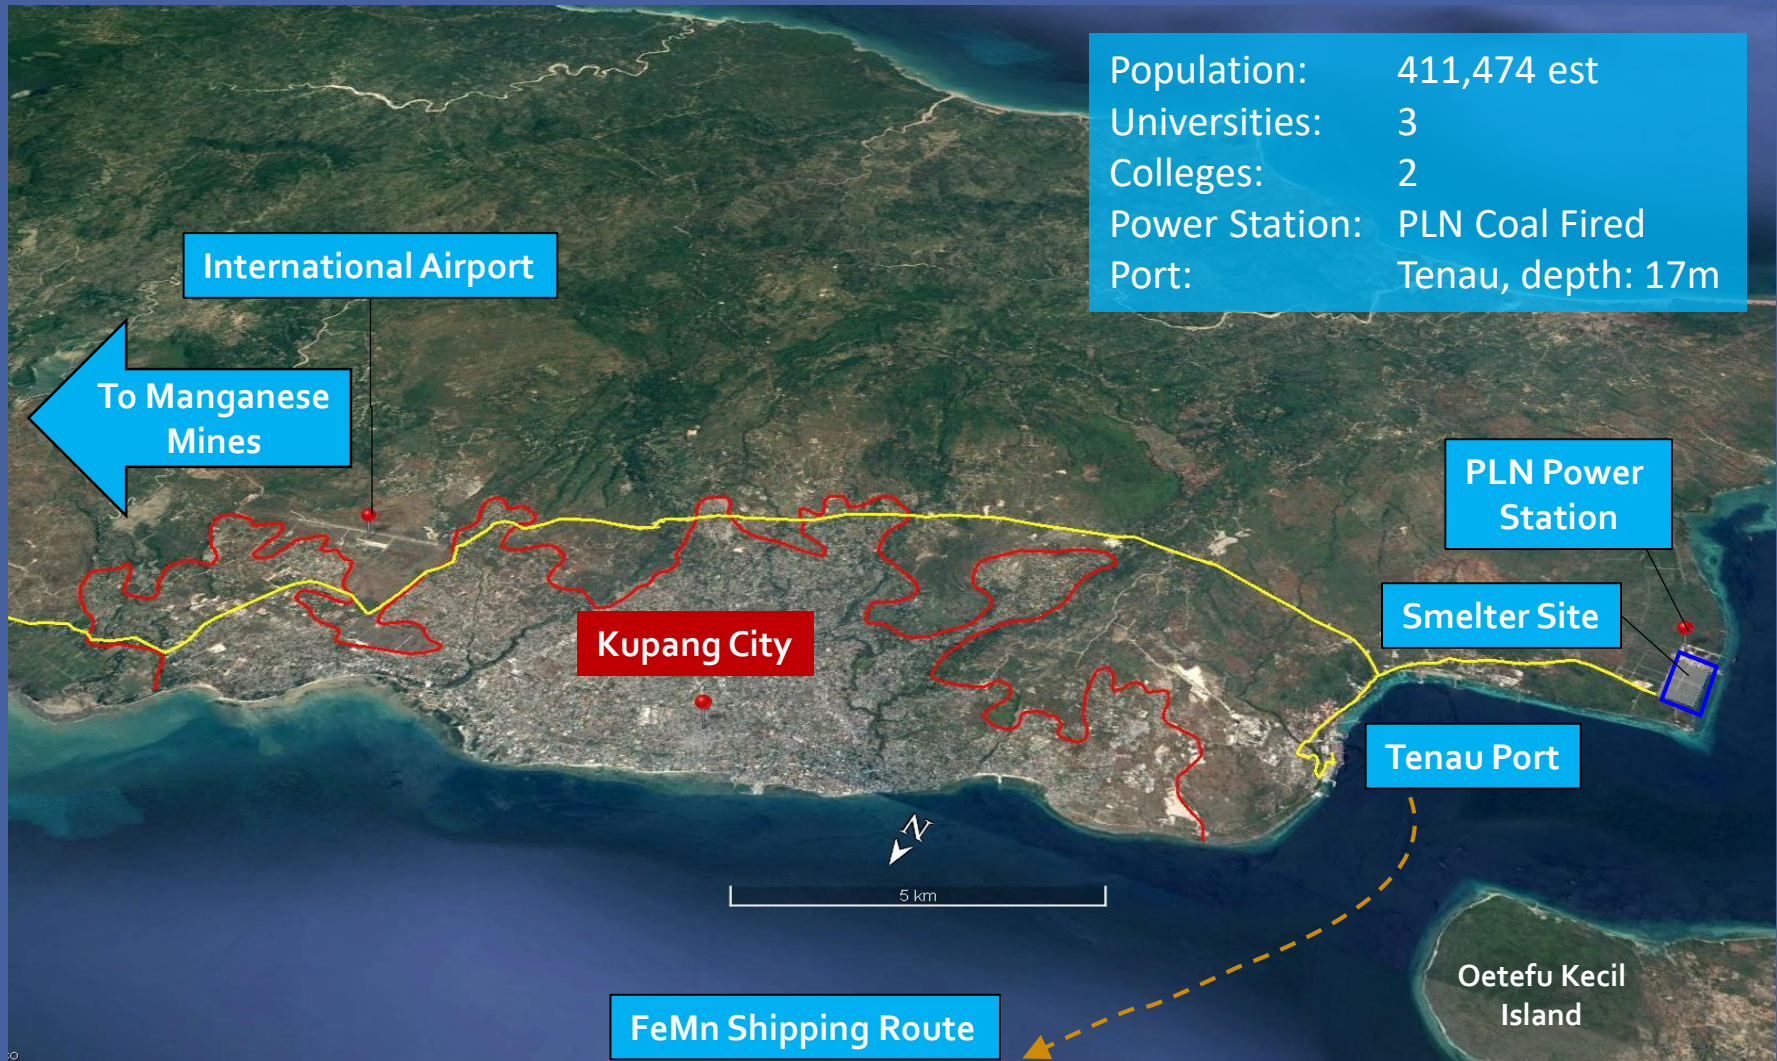 Population: 411,474 est
Universities: 3
Colleges: 2
Power Station: PLN Coal Fired
Port: Tenau, depth: 17m
International Airport
To Manganese
Mines
PLN Power
Station
Smelter Site
Kupang City
Tenau Port
N
5 km
Oetefu Kecil
Island
FeMn Shipping Route